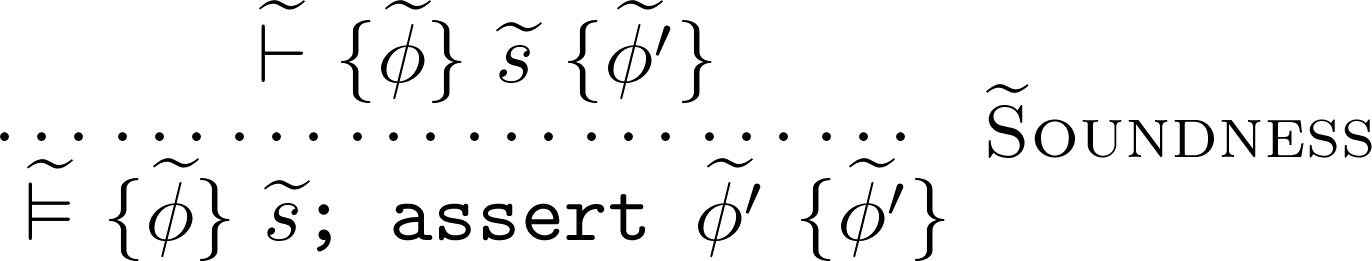 ⊢̃ {ϕ̃} s̃ {ϕ̃′}
S̃OUNDNESS
⊨̃ {ϕ̃} s̃; assert ϕ̃′ {ϕ̃′}